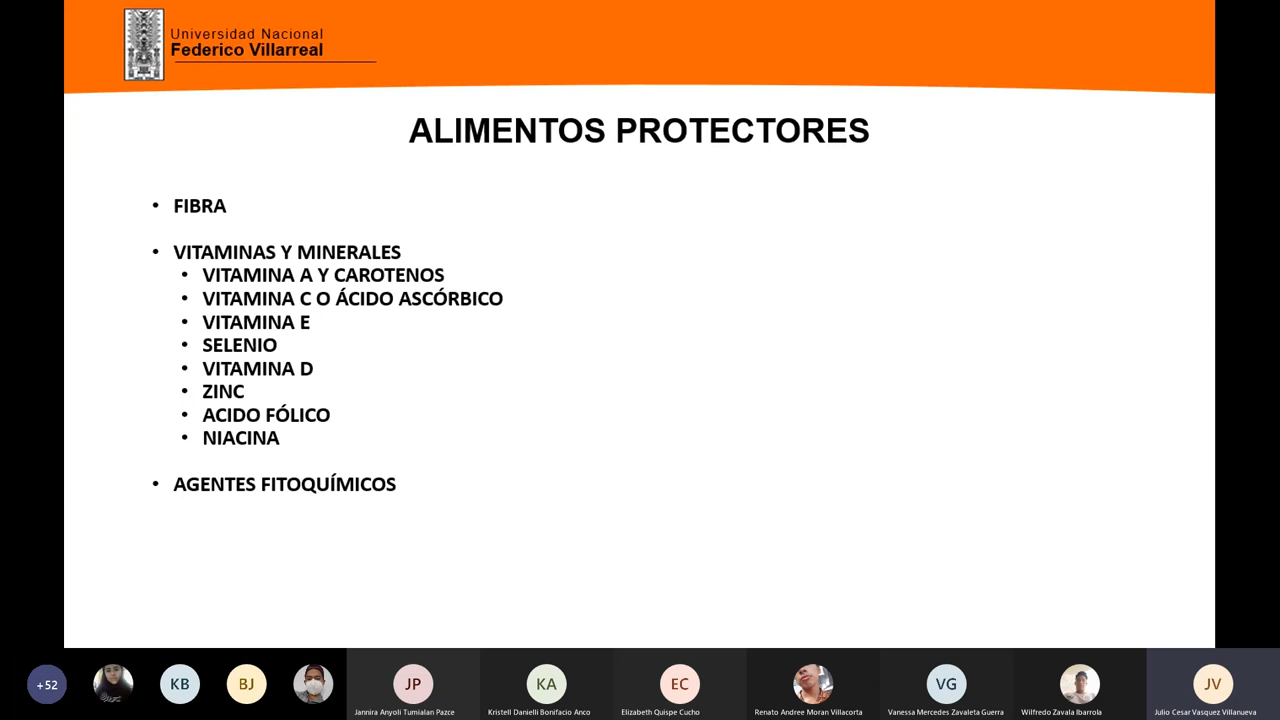 Universidad Nacional
Federico Villarreal
ALIMENTOS PROTECTORES
• FIBRA
• VITAMINAS Y MINERALES
• VITAMINA A Y CAROTENOS
• VITAMINA C O ÁCIDO ASCÓRBICO
• VITAMINA E
• SELENIO
• VITAMINA D
• ZINC
• ACIDO FÓLICO
• NIACINA
• AGENTES FITOQUÍMICOS
+52 KB BJ JP KA EC VG JV
Jannira Anyoli Tumialan Pazce Kristell Danielli Bonifacio Anco Elizabeth Quispe Cucho Renato Andree Moran Villacorta Vanessa Mercedes Zavaleta Guerra Wilfredo Zavala Ibarrola Julio Cesar Vasquez Villanueva